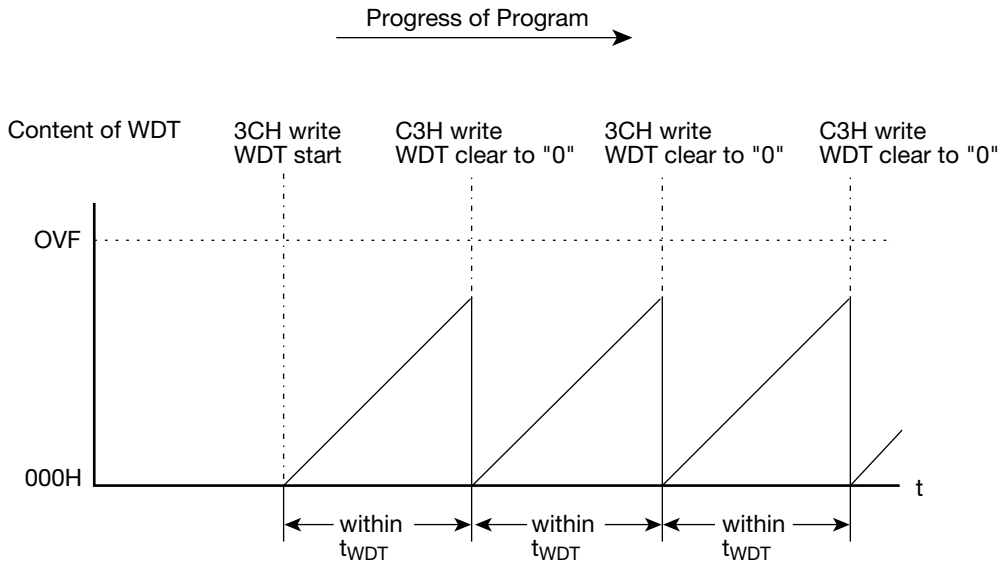 Progress of Program
Content of WDT
3CH write
WDT start
C3H write
WDT clear to "0"
3CH write
WDT clear to "0"
C3H write
WDT clear to "0"
OVF
000H
t
within
tWDT
within
tWDT
within
tWDT